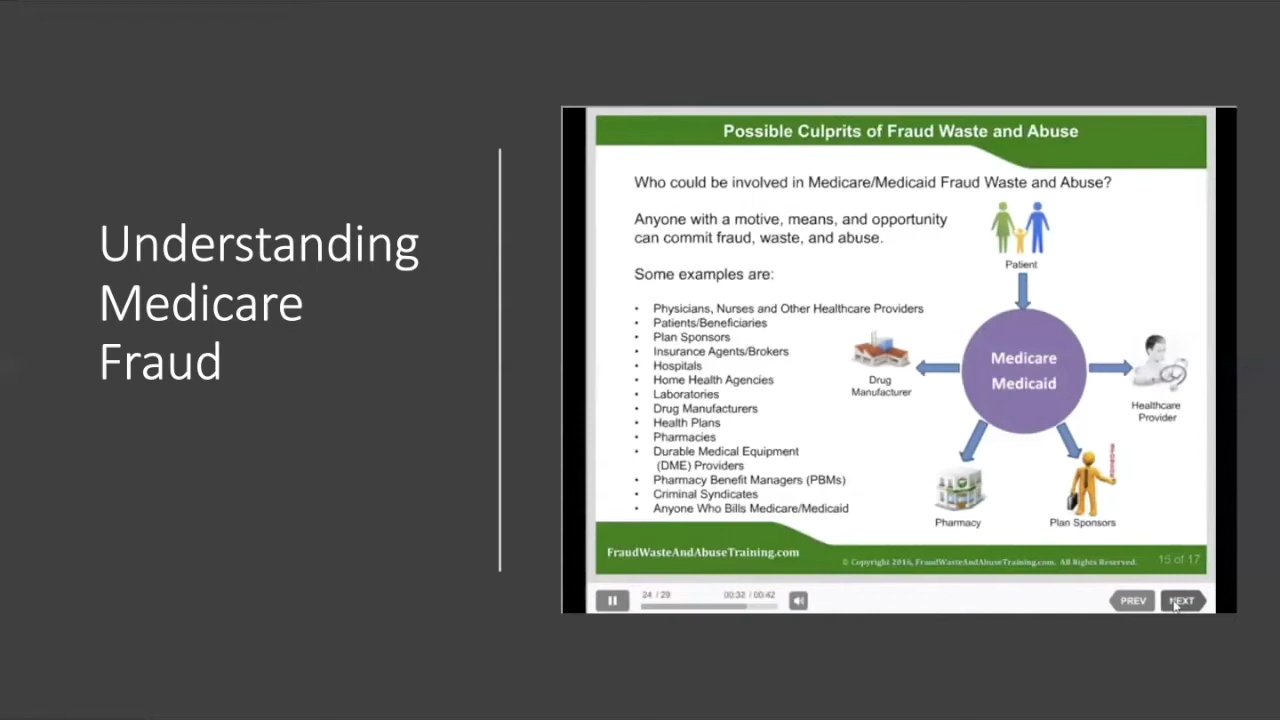 Understanding
Medicare
Fraud
Possible Culprits of Fraud Waste and Abuse
Who could be involved in Medicare/Medicaid Fraud Waste and Abuse?
Anyone with a motive, means, and opportunity
can commit fraud, waste, and abuse.
Some examples are:
• Physicians, Nurses and Other Healthcare Providers
• Patients/Beneficiaries
• Plan Sponsors
• Insurance Agents/Brokers
• Hospitals
• Home Health Agencies
• Laboratories
• Drug Manufacturers
• Health Plans
• Pharmacies
• Durable Medical Equipment
(DME) Providers
• Pharmacy Benefit Managers (PBMs)
• Criminal Syndicates
• Anyone Who Bills Medicare/Medicaid
Patient
Medicare
Medicaid
Drug
Manufacturer
Healthcare
Provider
Pharmacy
Plan Sponsors
FraudWasteAndAbuseTraining.com
© Copyright 2016, FraudWasteAndAbuseTraining.com. All Rights Reserved.
15 of 17
24 / 29
00:33 / 00:42
PREV
NEXT